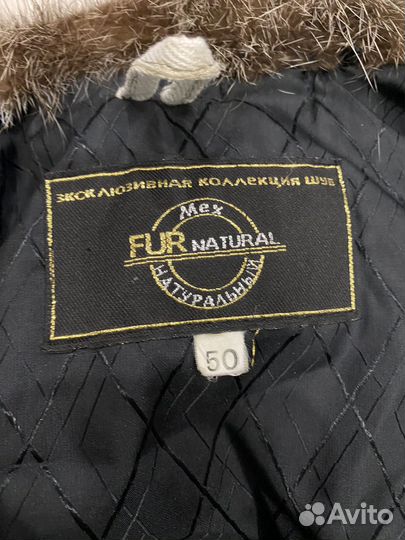 ЭКСКЛЮЗИВНАЯ КОЛЛЕКЦИЯ ШУБ
Мех
FUR NATURAL
НАТУРАЛЬНЫЙ
50
Avito